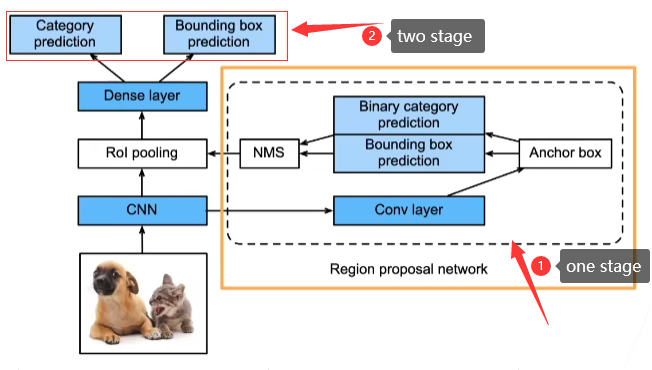 Category
prediction
Bounding box
prediction
2 two stage
Dense layer
Binary category
prediction
RoI pooling
NMS
Bounding box
prediction
Anchor box
CNN
Conv layer
Region proposal network
1 one stage